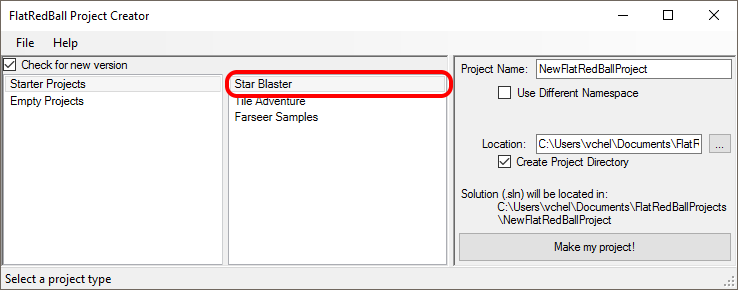 FlatRedBall Project Creator
File Help
Check for new version
Starter Projects
Empty Projects
Star Blaster
Tile Adventure
Farseer Samples
Project Name: NewFlatRedBallProject
Use Different Namespace
Location: C:\Users\vchel\Documents\FlatR ...
Create Project Directory
Solution (.sln) will be located in:
C:\Users\vchel\Documents\FlatRedBallProjects
\NewFlatRedBallProject
Make my project!
Select a project type